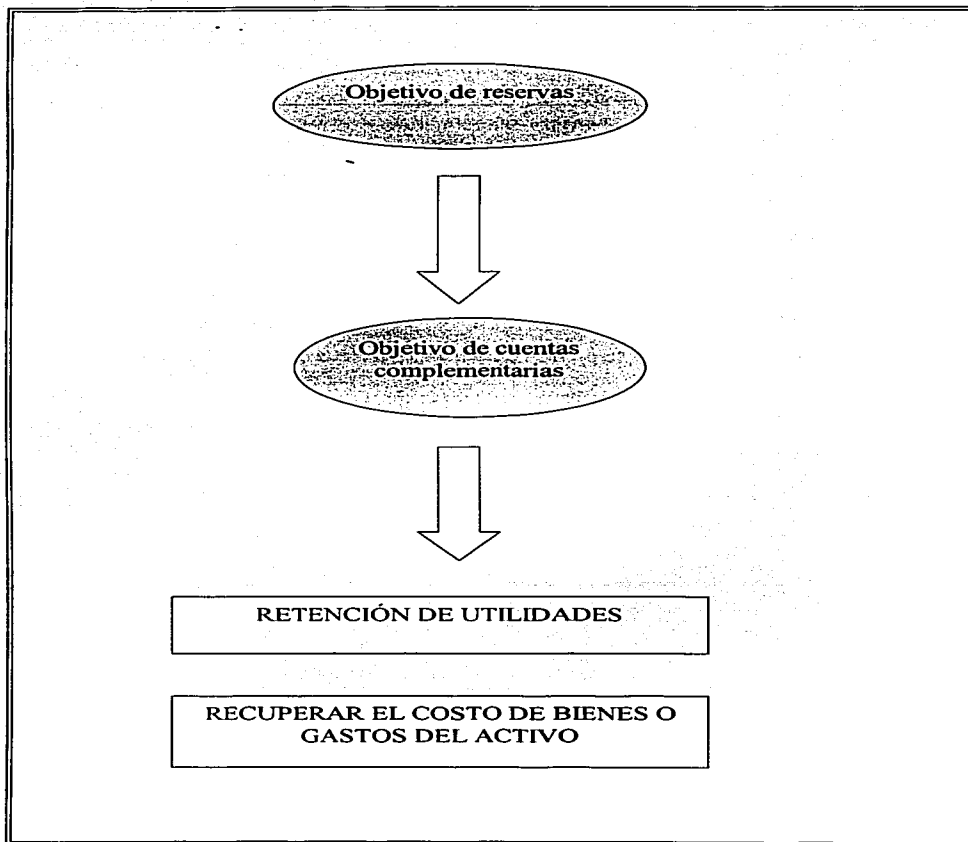 Objetivo de reservas
Objetivo de cuentas
complementarias
RETENCIÓN DE UTILIDADES
RECUPERAR EL COSTO DE BIENES O
GASTOS DEL ACTIVO